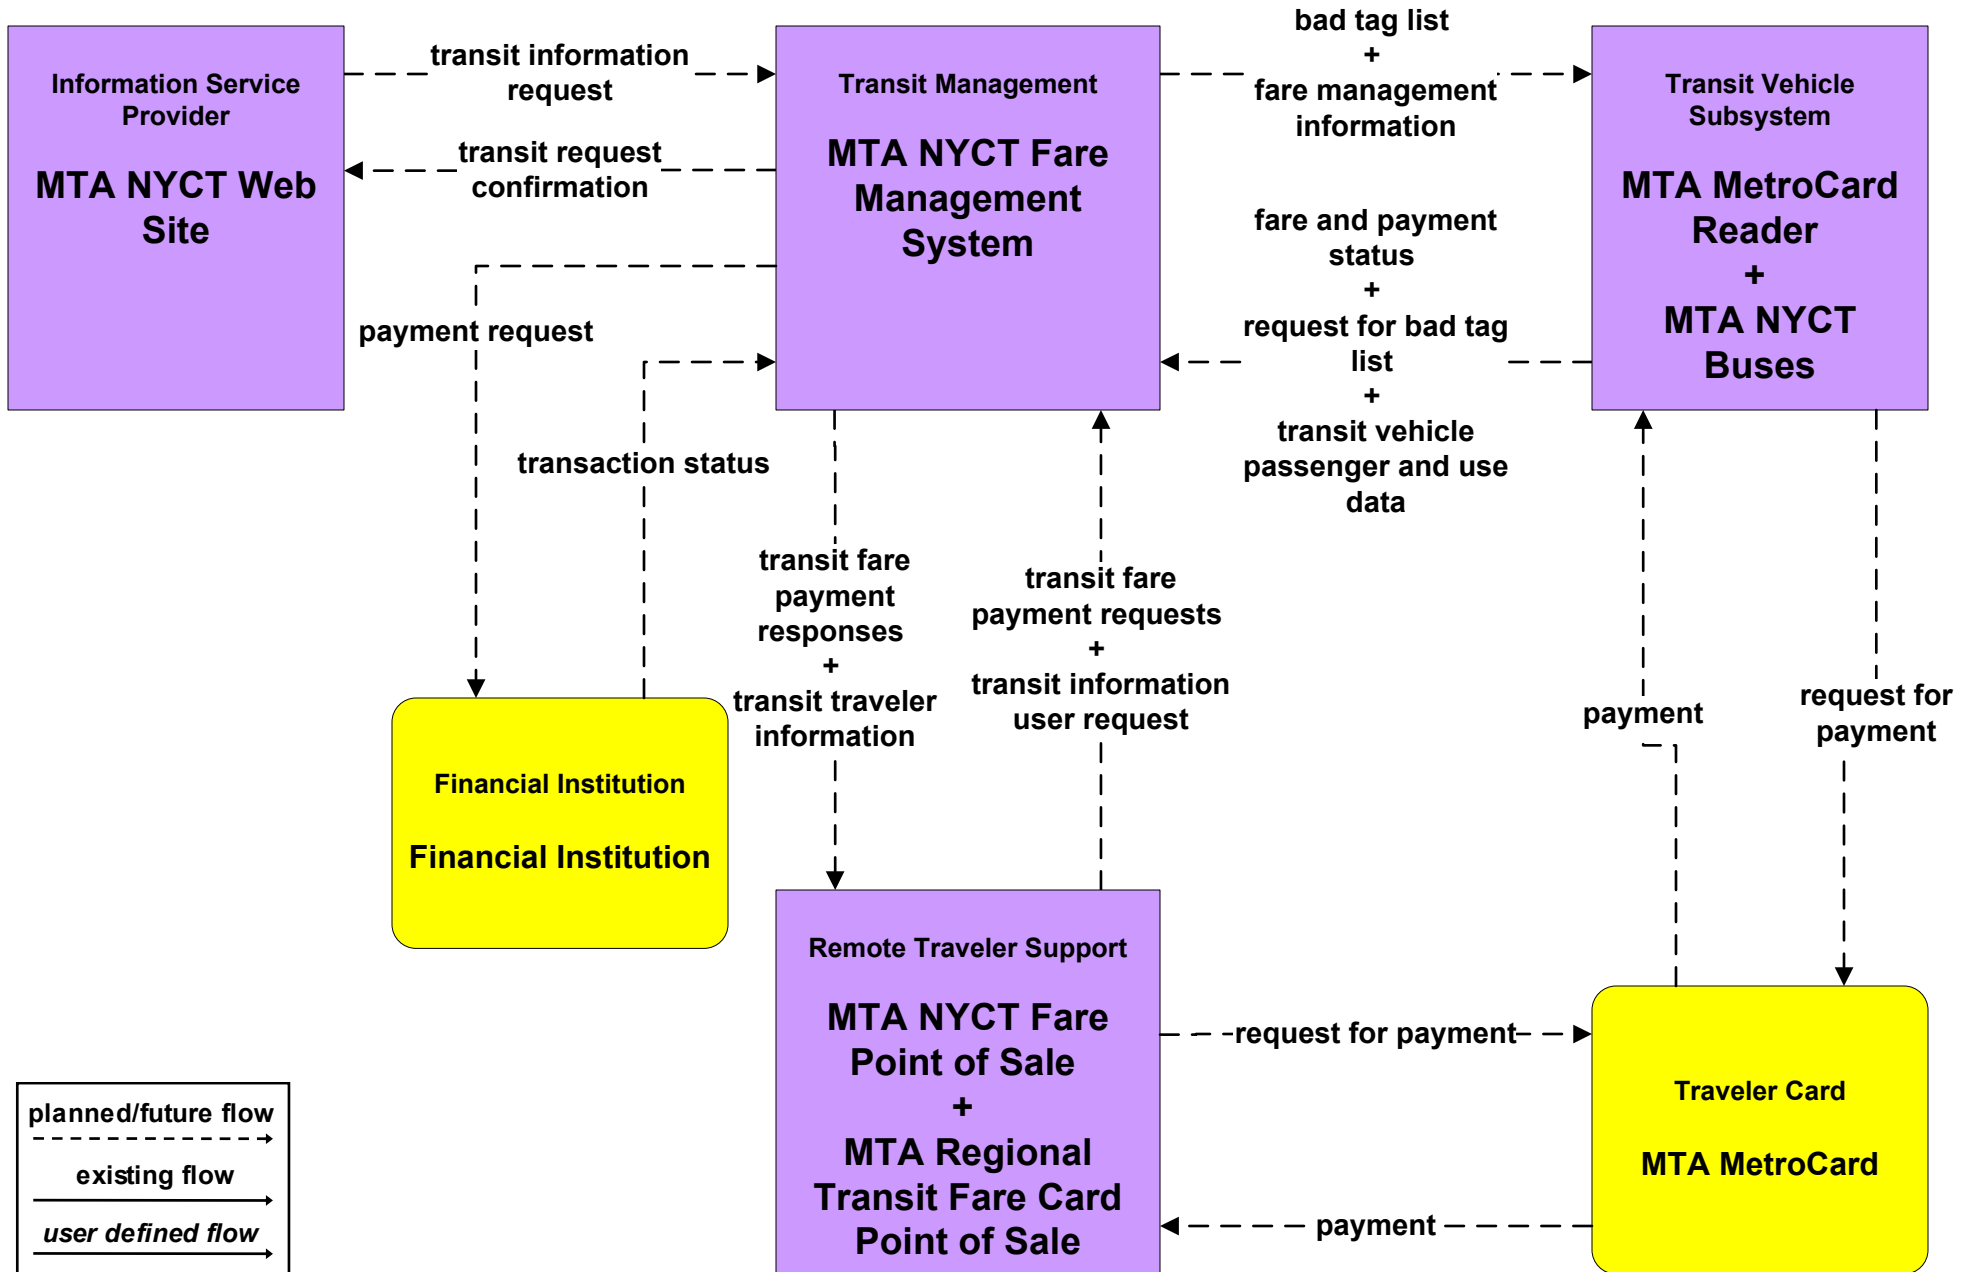 Information Service
Provider
MTA NYCT Web
Site
transit information
request
transit request
confirmation
Transit Management
MTA NYCT Fare
Management
System
bad tag list
+
fare management
information
fare and payment
status
+
request for bad tag
list
+
transit vehicle
passenger and use
data
Transit Vehicle
Subsystem
MTA MetroCard
Reader
+
MTA NYCT
Buses
payment request
transaction status
transit fare
payment
responses
+
transit traveler
information
transit fare
payment requests
+
transit information
user request
payment
request for
payment
Financial Institution
Financial Institution
Remote Traveler Support
MTA NYCT Fare
Point of Sale
+
MTA Regional
Transit Fare Card
Point of Sale
request for payment
payment
Traveler Card
MTA MetroCard
planned/future flow
existing flow
user defined flow